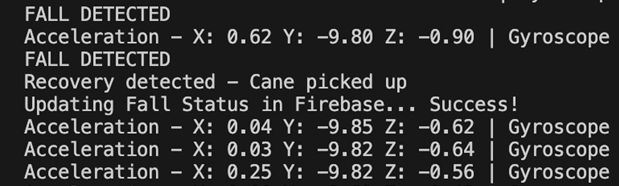 FALL DETECTED
Acceleration – X: 0.62 Y: -9.80 Z: -0.90 | Gyroscope
FALL DETECTED
Recovery detected – Cane picked up
Updating Fall Status in Firebase... Success!
Acceleration – X: 0.04 Y: -9.85 Z: -0.62 | Gyroscope
Acceleration – X: 0.03 Y: -9.82 Z: -0.64 | Gyroscope
Acceleration – X: 0.25 Y: -9.82 Z: -0.56 | Gyroscope